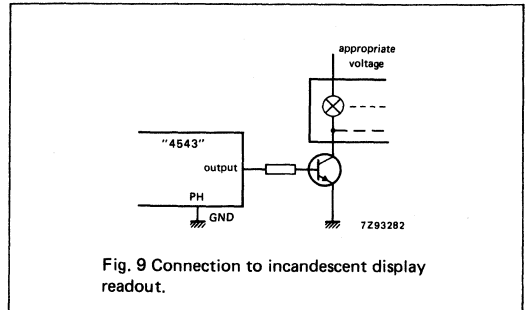 appropriate
voltage
"4543"
output
PH
GND
7Z93282
Fig. 9 Connection to incandescent display
readout.